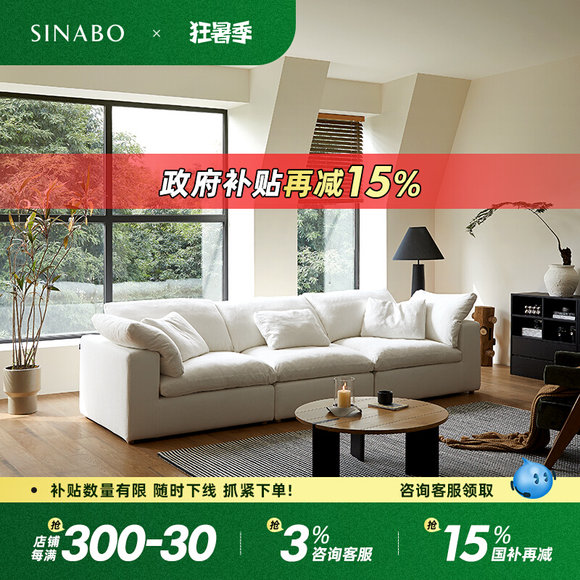 SINABO × 狂暑季
政府补贴再减15%
• 补贴数量有限 随时下线 抓紧下单!
咨询客服领取
抢 店铺每满 300-30
抢 3% 咨询客服
抢 15% 国补再减